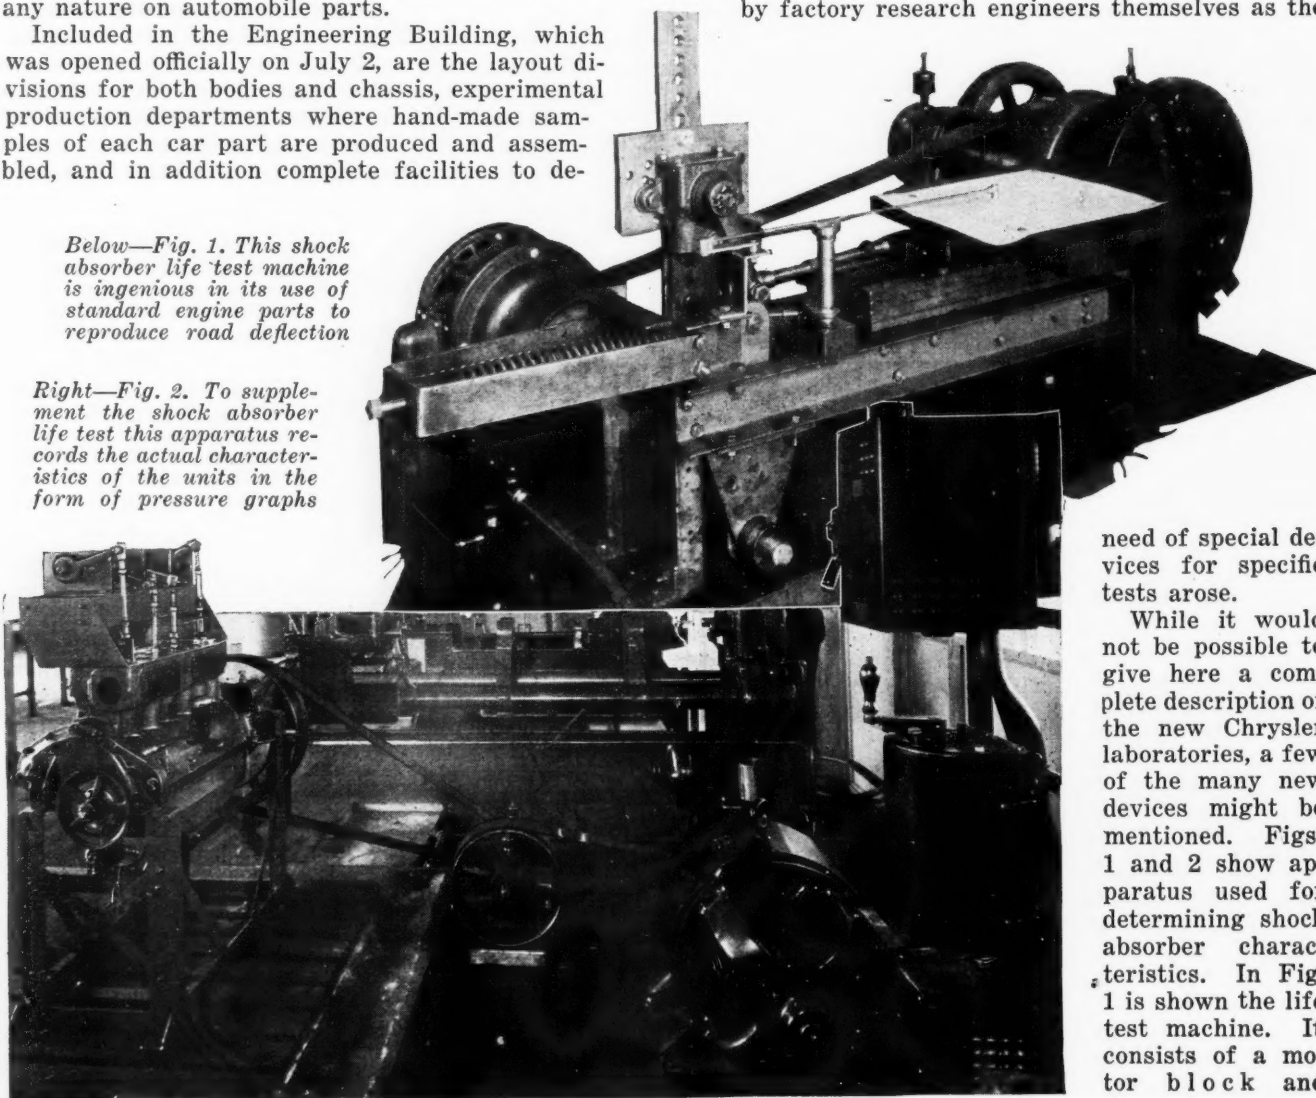 any nature on automobile parts.
Included in the Engineering Building, which
was opened officially on July 2, are the layout di-
visions for both bodies and chassis, experimental
production departments where hand-made sam-
ples of each car part are produced and assem-
bled, and in addition complete facilities to de-
Below—Fig. 1. This shock
absorber life test machine
is ingenious in its use of
standard engine parts to
reproduce road deflection
Right—Fig. 2. To supple-
ment the shock absorber
life test this apparatus re-
cords the actual character-
istics of the units in the
form of pressure graphs
by factory research engineers themselves as the
need of special de-
vices for specific
tests arose.
While it would
not be possible to
give here a com-
plete description of
the new Chrysler
laboratories, a few
of the many new
devices might be
mentioned. Figs.
1 and 2 show ap-
paratus used for
determining shock
absorber charac-
teristics. In Fig.
1 is shown the life
test machine. It
consists of a mo-
tor block and